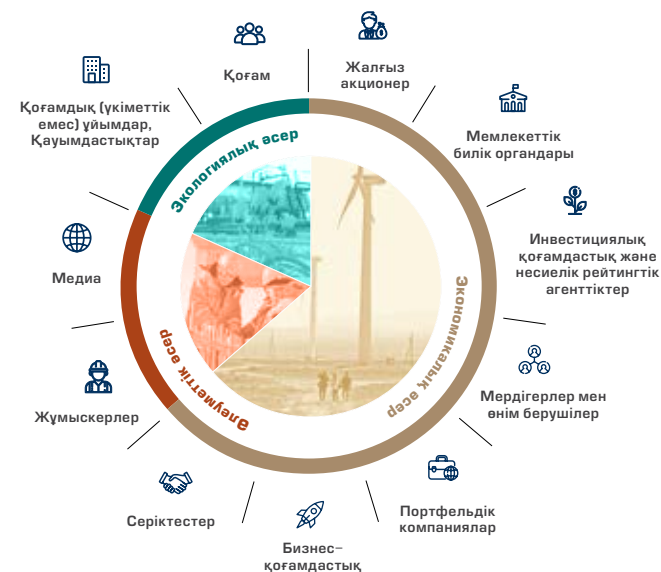 Қоғам
Жалғыз
акционер
Қоғамдық (үкіметтік
емес) ұйымдар,
Қауымдастықтар
Мемлекеттік
билік органдары
Экологиялық әсер
Инвестициялық
қоғамдастық және
несиелік рейтингтік
агенттіктер
Медиа
Экономикалық әсер
Әлеуметтік әсер
Мердігерлер мен
өнім берушілер
Жұмыскерлер
Портфельдік
компаниялар
Серіктестер
Бизнес–
қоғамдастық